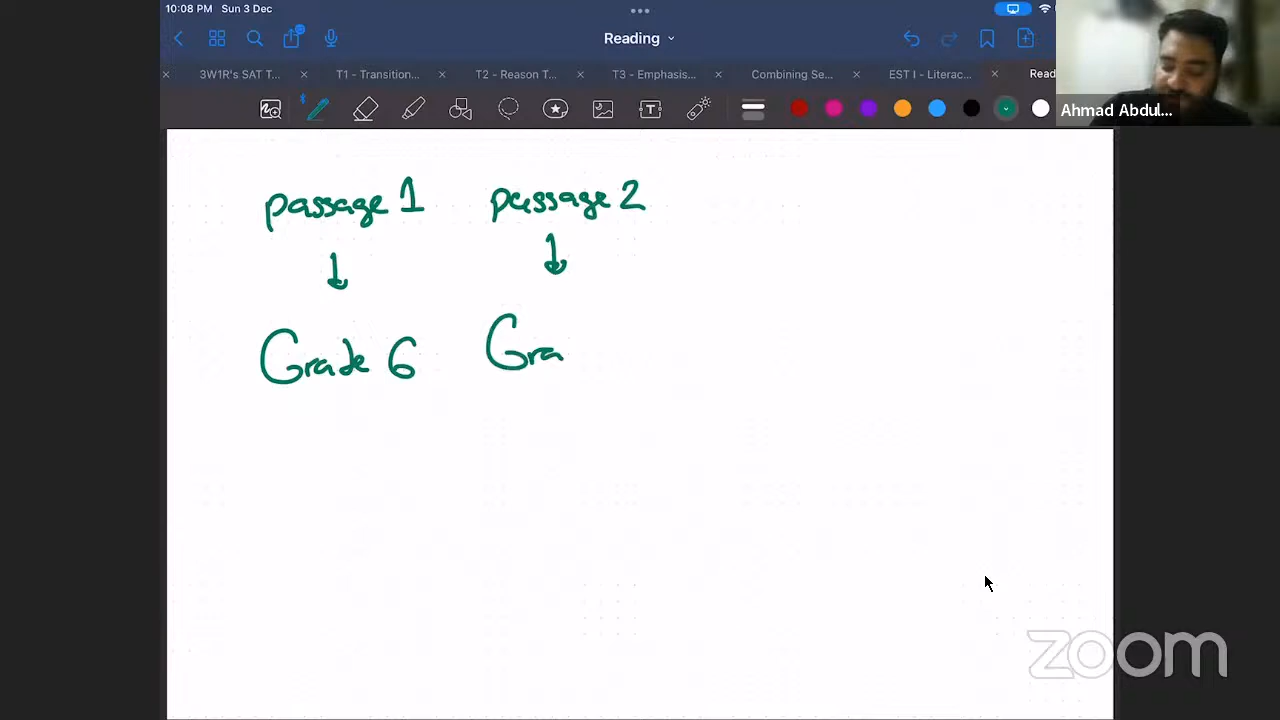 10:08 PM Sun 3 Dec
Reading
3W1R's SAT T... T1 - Transition... T2 - Reason T... T3 - Emphasis... Combining Se... EST I - Literac... Read
Ahmad Abdul...
passage 1 passage 2
Grade 6 Gra
zoom